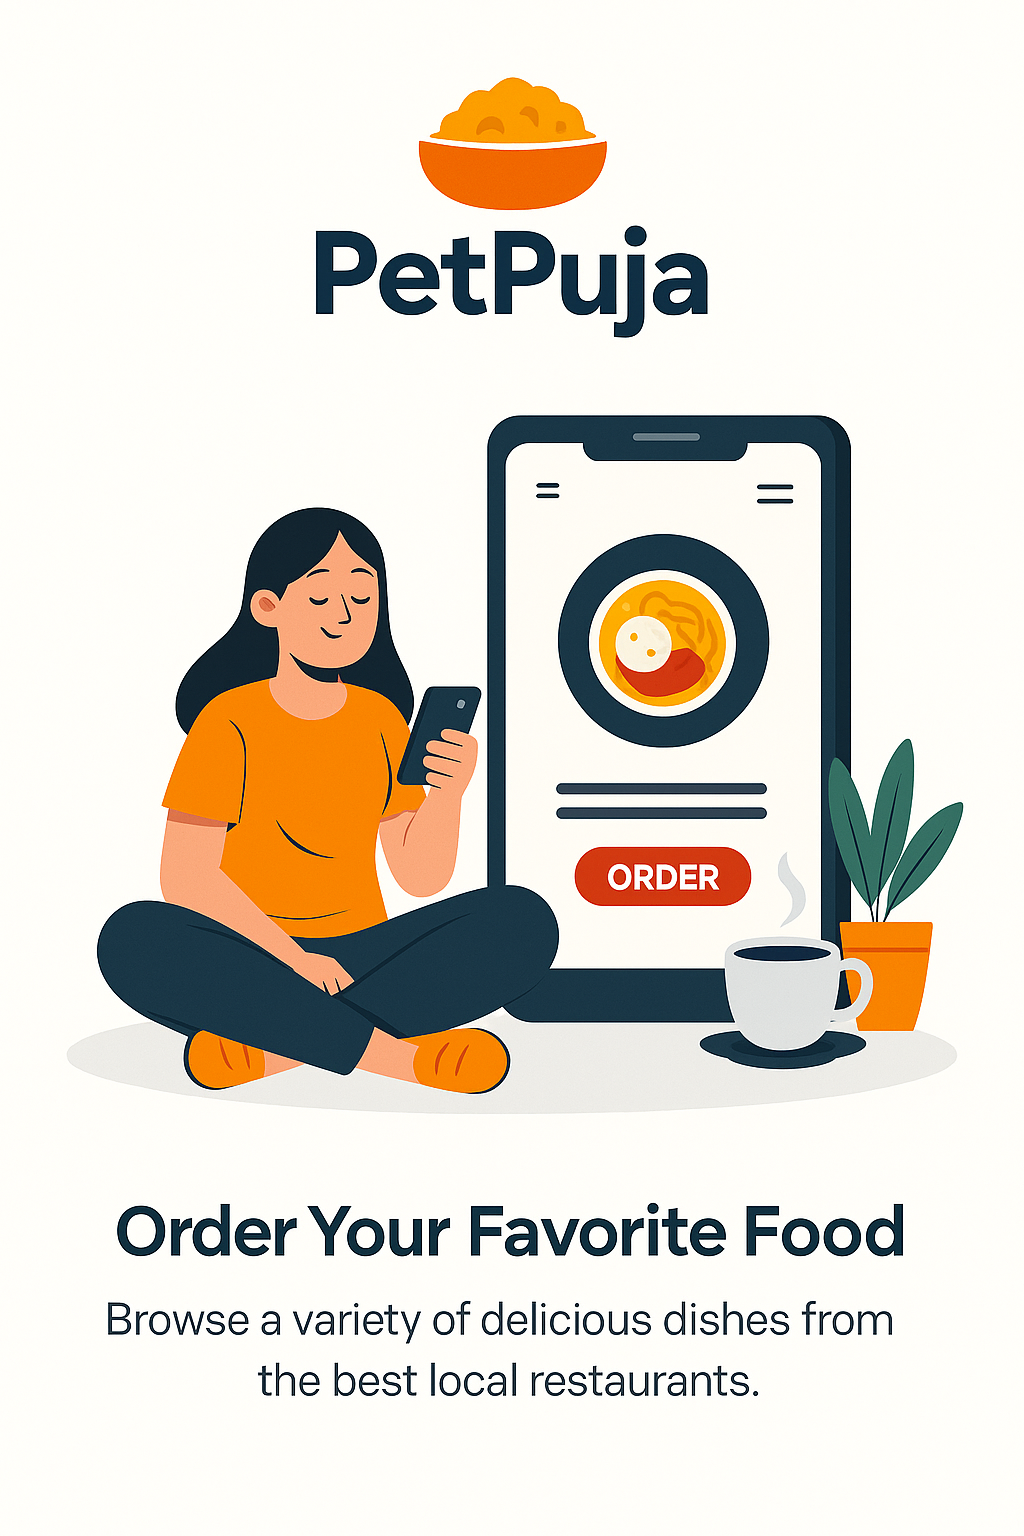 PetPuja
ORDER
Order Your Favorite Food
Browse a variety of delicious dishes from
the best local restaurants.